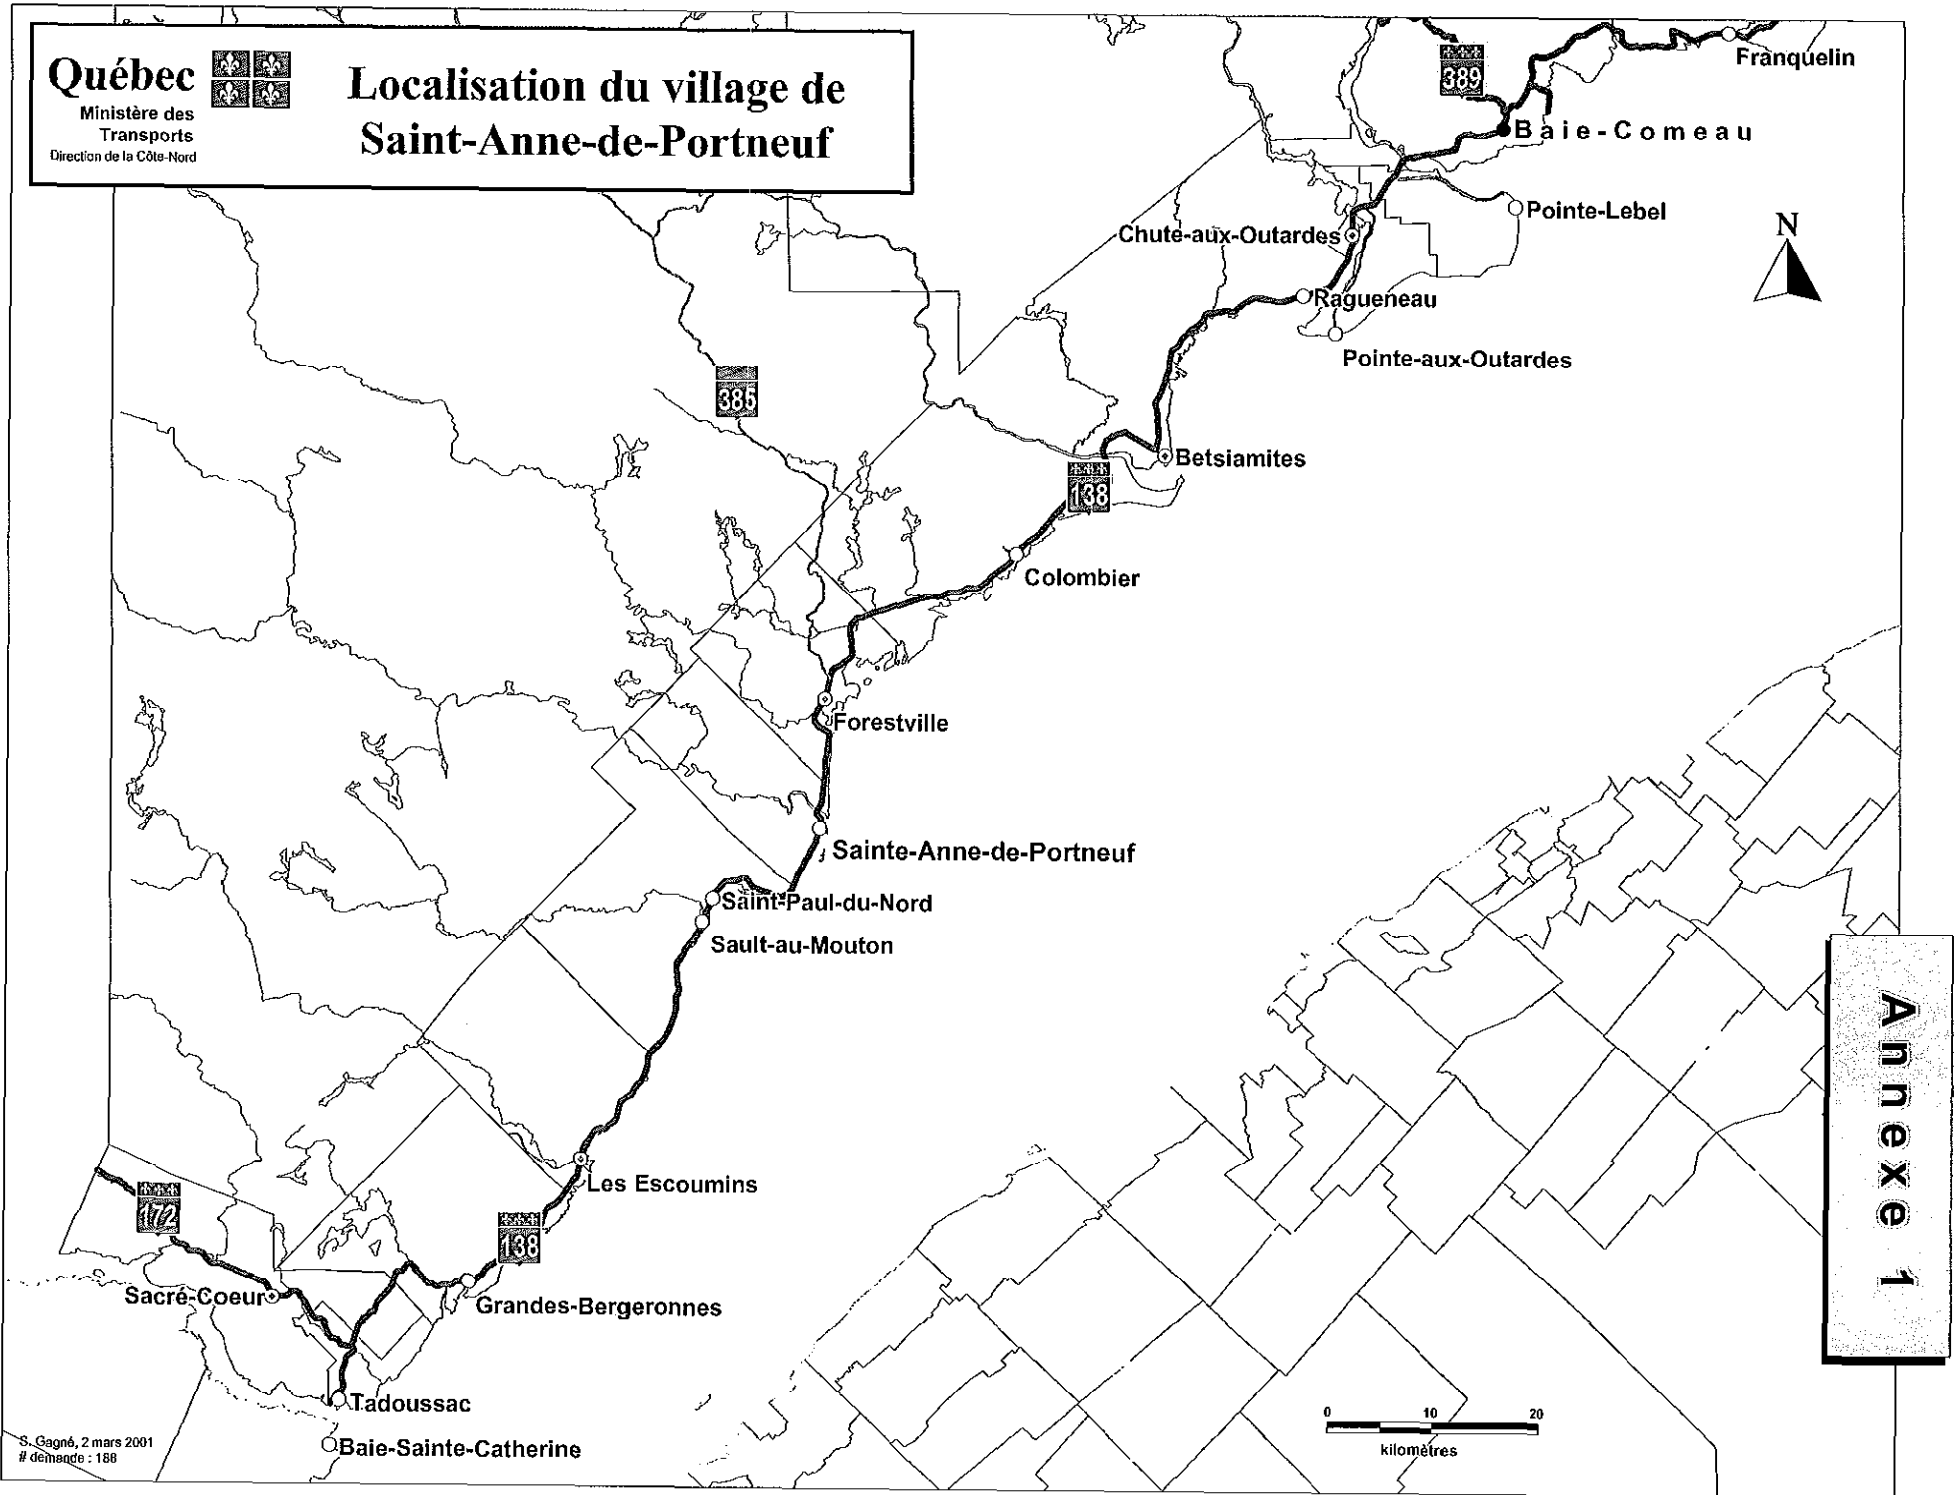 Québec
Ministère des
Transports
Direction de la Côte-Nord
Localisation du village de
Saint-Anne-de-Portneuf
389
Franquelin
Baie-Comeau
Pointe-Lebel
Chute-aux-Outardes
N
Ragueneau
Pointe-aux-Outardes
385
Betsiamites
138
Colombier
Forestville
Sainte-Anne-de-Portneuf
Saint-Paul-du-Nord
Sault-au-Mouton
Annexe 1
Les Escoumins
172
138
Sacré-Coeur
Grandes-Bergeronnes
Tadoussac
Baie-Sainte-Catherine
0 10 20
kilomètres
S. Gagné, 2 mars 2001
# demande : 188